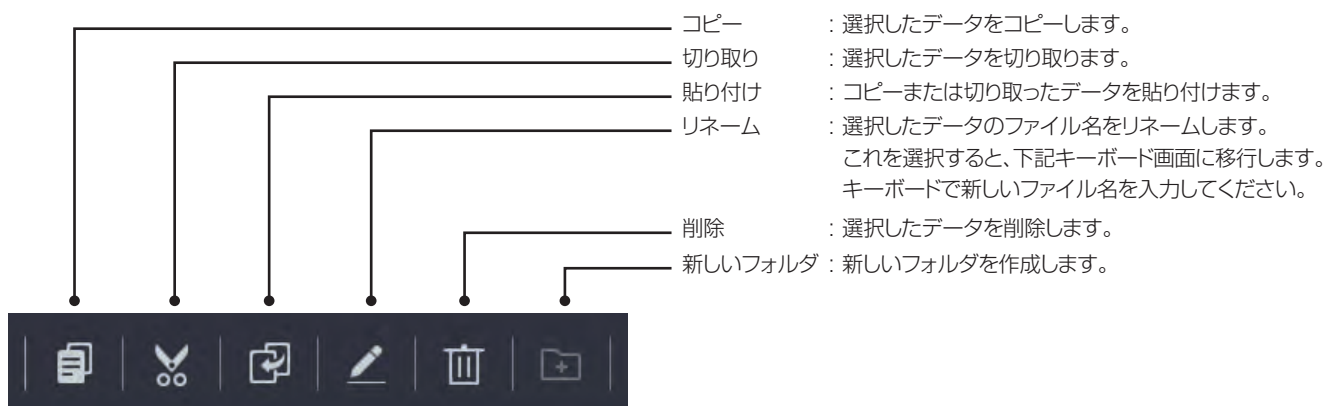 コピー : 選択したデータをコピーします。
切り取り : 選択したデータを切り取ります。
貼り付け : コピーまたは切り取ったデータを貼り付けます。
リネーム : 選択したデータのファイル名をリネームします。
これを選択すると、下記キーボード画面に移行します。
キーボードで新しいファイル名を入力してください。
削除 : 選択したデータを削除します。
新しいフォルダ : 新しいフォルダを作成します。